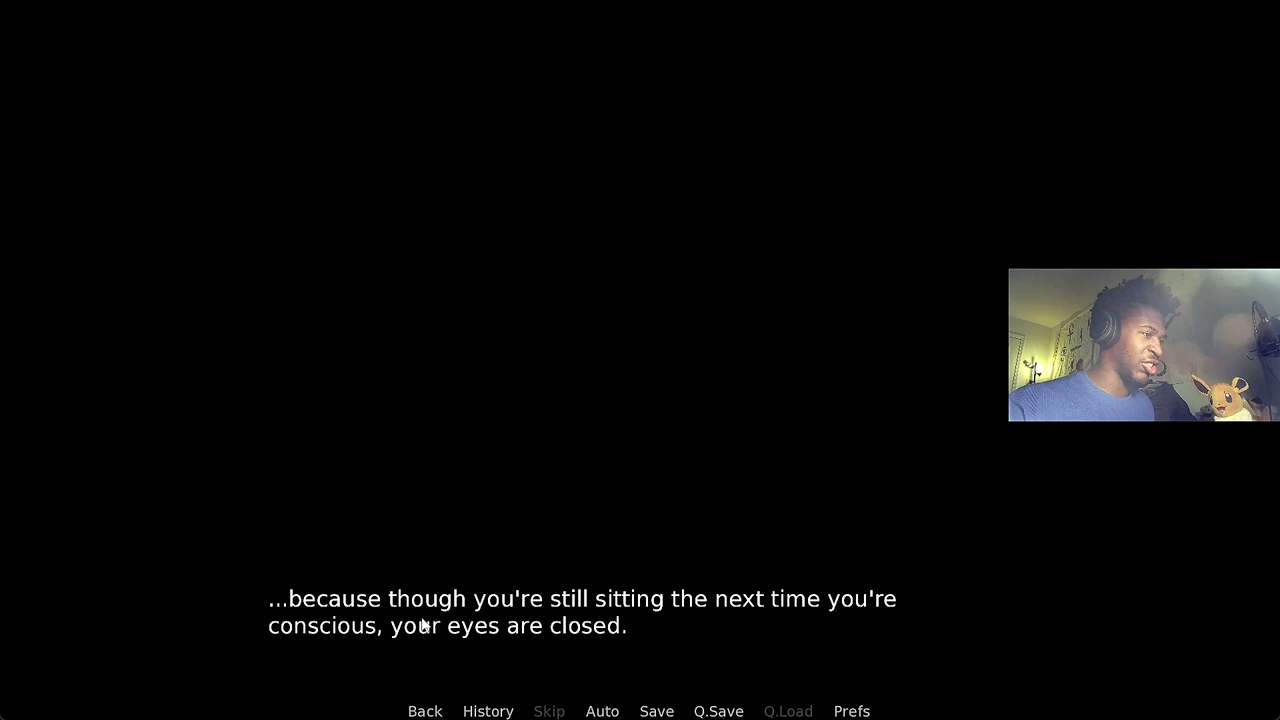 ...because though you're still sitting the next time you're
conscious, your eyes are closed.
Back History Skip Auto Save Q.Save Q.Load Prefs